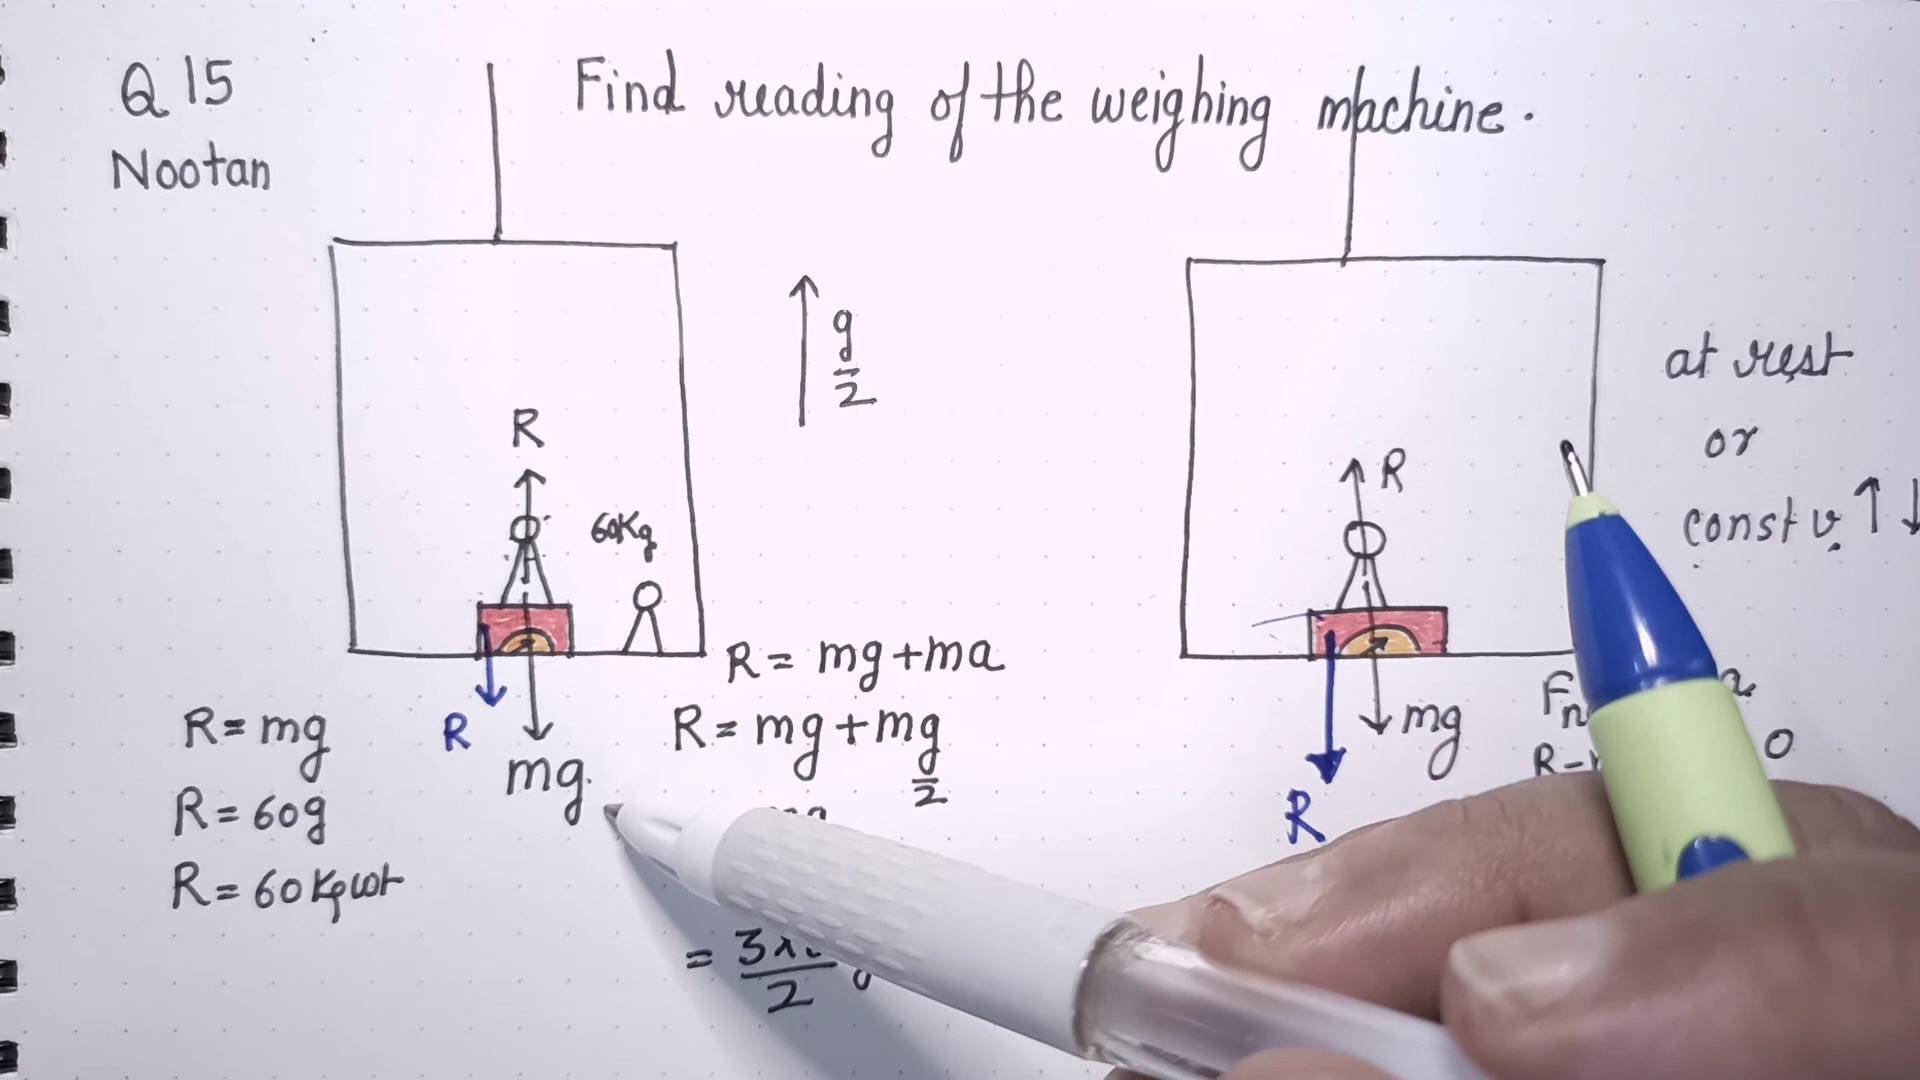 Q 15
Nootan
Find reading of the weighing machine.
g/2
R
60Kg
R
mg.
R = mg
R = 60g
R = 60 Kgwt
R = mg + ma
R = mg + mg/2
= 3×
2
R
mg
R
at rest
or
const v. ↑ ↓
F
R -
0